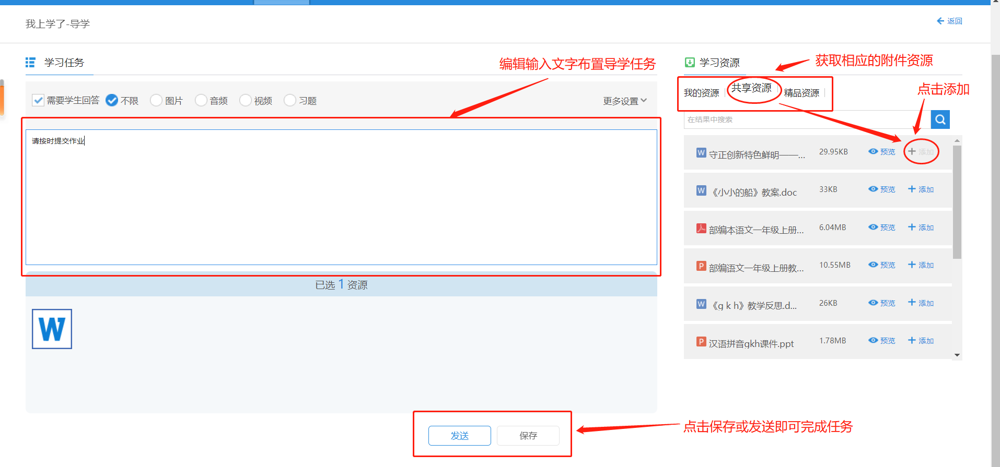 我上学了-导学
返回
学习任务
编辑输入文字布置导学任务
需要学生回答 不限 图片 音频 视频 习题 更多设置
请按时提交作业
已选 1 资源
W
发送 保存
点击保存或发送即可完成任务
学习资源
获取相应的附件资源
我的资源 共享资源 精品资源
点击添加
在结果中搜索
W 守正创新特色鲜明——... 29.95KB 预览 添加
W 《小小的船》教案.doc 33KB 预览 添加
部编本语文一年级上册... 6.04MB 预览 添加
P 部编语文一年级上册教... 10.55MB 预览 添加
W 《g k h》教学反思.d... 26KB 预览 添加
P 汉语拼音gkh课件.ppt 1.78MB 预览 添加